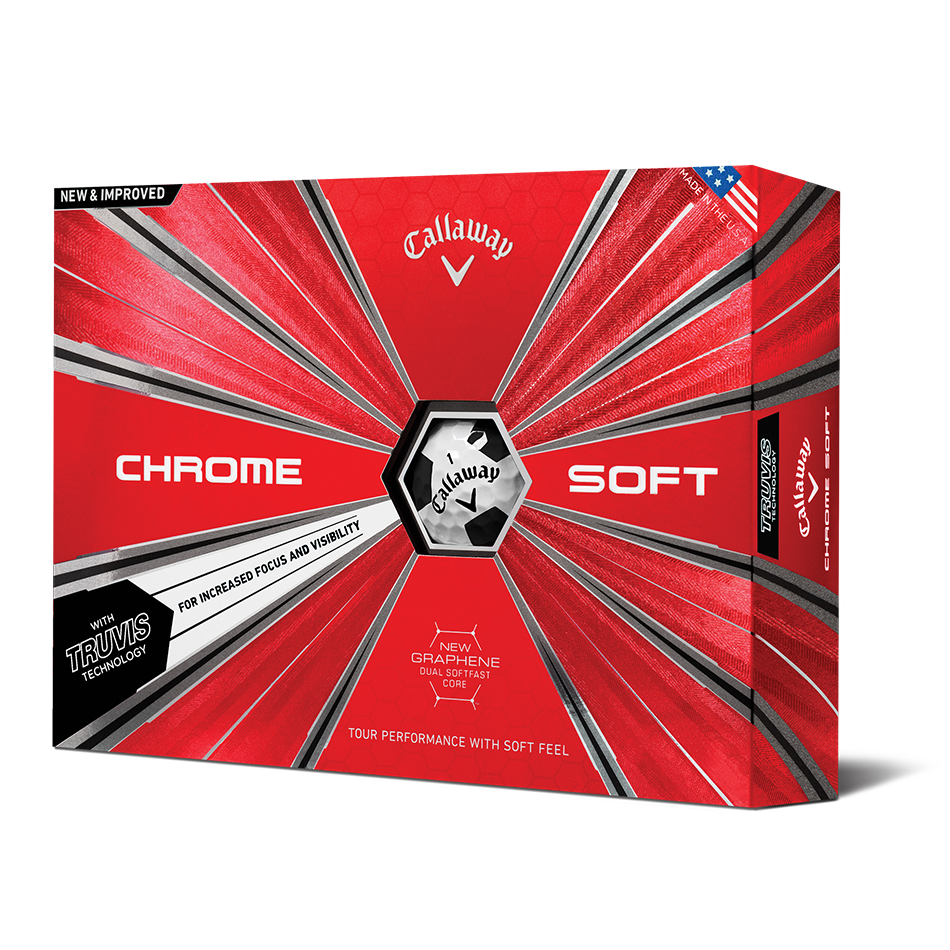 NEW & IMPROVED
MADE IN THE U.S.A.
Callaway
CHROME SOFT
1
Callaway
FOR INCREASED FOCUS AND VISIBILITY
WITH
TRUVIS
TECHNOLOGY
NEW
GRAPHENE
DUAL SOFTFAST
CORE
TOUR PERFORMANCE WITH SOFT FEEL
TRUVIS
TECHNOLOGY
Callaway
CHROME SOFT